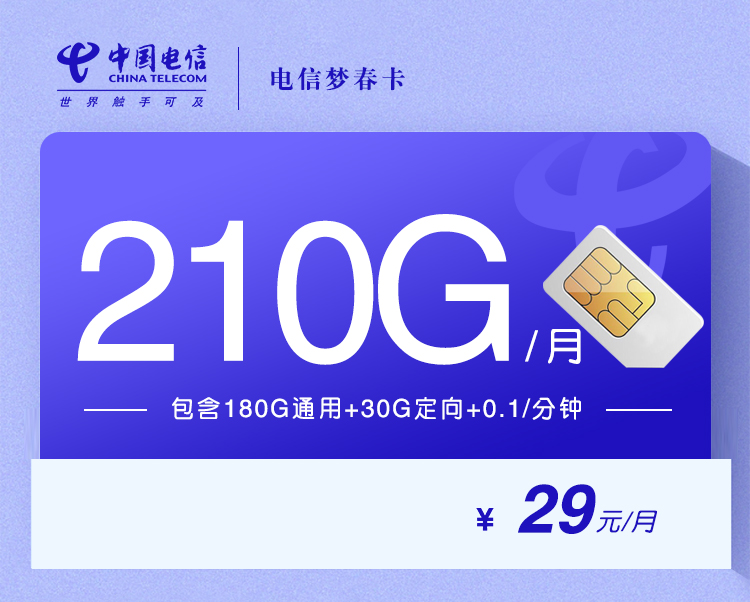 中国电信
CHINA TELECOM
世界触手可及
电信梦春卡
210G/月
包含180G通用+30G定向+0.1/分钟
¥ 29元/月